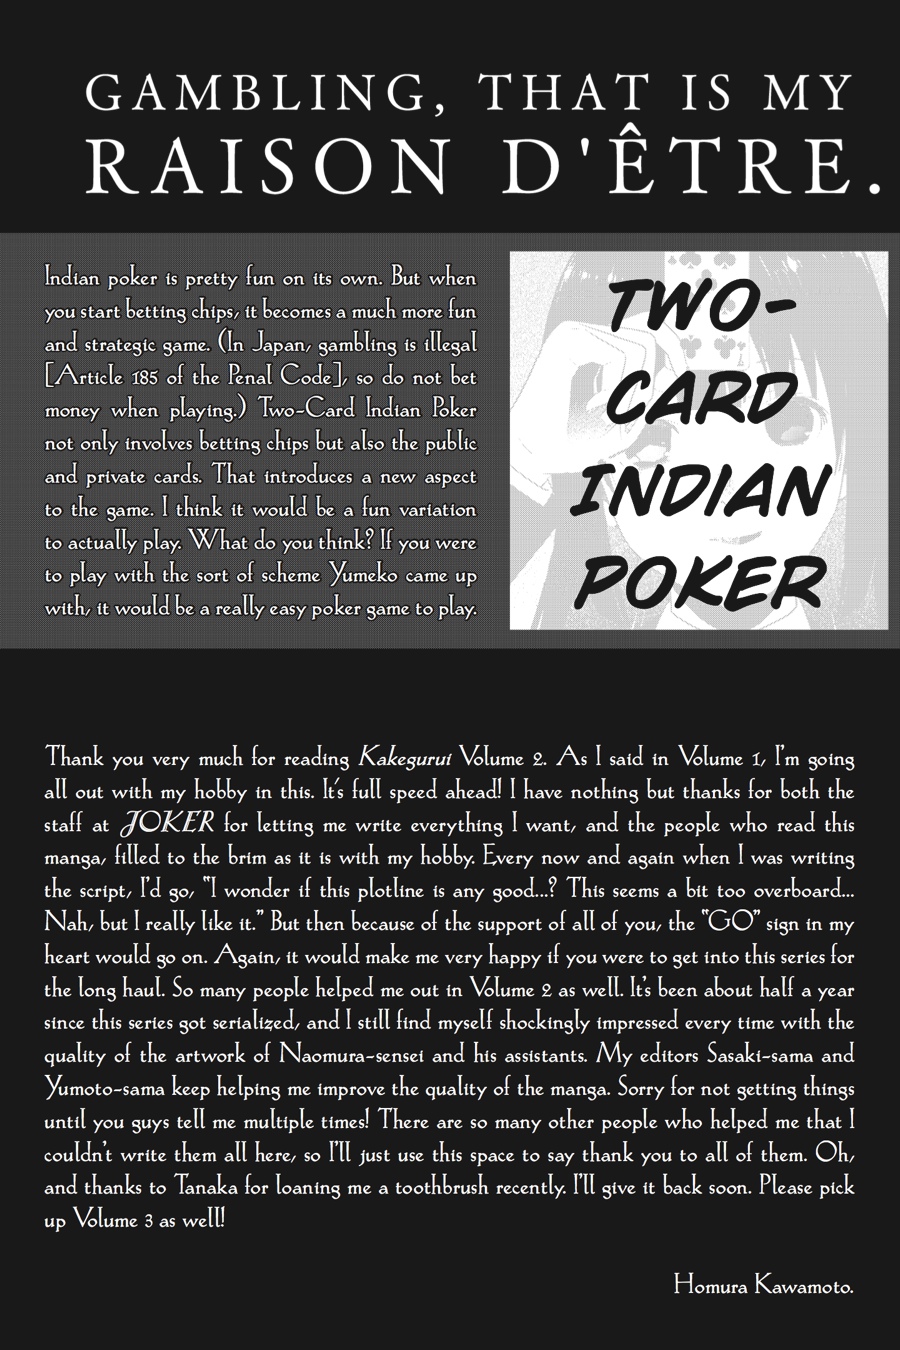 GAMBLING, THAT IS MY
RAISON D'ÊTRE.
Indian poker is pretty fun on its own. But when
you start betting chips, it becomes a much more fun
and strategic game. (In Japan, gambling is illegal
[Article 185 of the Penal Code], so do not bet
money when playing.) Two-Card Indian Poker
not only involves betting chips but also the public
and private cards. That introduces a new aspect
to the game. I think it would be a fun variation
to actually play. What do you think? If you were
to play with the sort of scheme Yumeko came up
with, it would be a really easy poker game to play.
TWO-
CARD
INDIAN
POKER
Thank you very much for reading Kakegurui Volume 2. As I said in Volume 1, I'm going
all out with my hobby in this. It's full speed ahead! I have nothing but thanks for both the
staff at JOKER for letting me write everything I want, and the people who read this
manga, filled to the brim as it is with my hobby. Every now and again when I was writing
the script, I'd go, "I wonder if this plotline is any good...? This seems a bit too overboard...
Nah, but I really like it." But then because of the support of all of you, the "GO" sign in my
heart would go on. Again, it would make me very happy if you were to get into this series for
the long haul. So many people helped me out in Volume 2 as well. It's been about half a year
since this series got serialized, and I still find myself shockingly impressed every time with the
quality of the artwork of Naomura-sensei and his assistants. My editors Sasaki-sama and
Yumoto-sama keep helping me improve the quality of the manga. Sorry for not getting things
until you guys tell me multiple times! There are so many other people who helped me that I
couldn't write them all here, so I'll just use this space to say thank you to all of them. Oh,
and thanks to Tanaka for loaning me a toothbrush recently. I'll give it back soon. Please pick
up Volume 3 as well!
Homura Kawamoto.